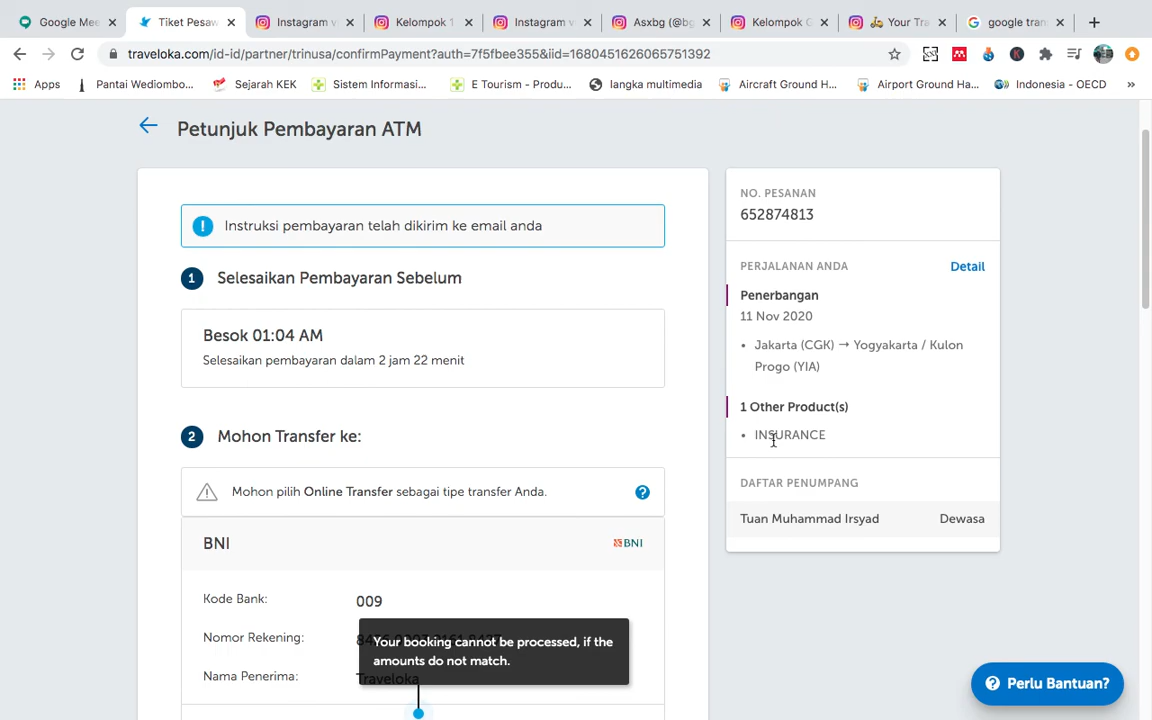 Google Mee
Tiket Pesaw
Instagram v
Kelompok 1
Instagram v
Asxbg (@bg
Kelompok G
Your Tra
google tran
traveloka.com/id-id/partner/trinusa/confirmPayment?auth=7f5fbee355&iid=1680451626065751392
Apps
Pantai Wediombo...
Sejarah KEK
Sistem Informasi...
E Tourism - Produ...
langka multimedia
Aircraft Ground H...
Airport Ground Ha...
Indonesia - OECD
»
Petunjuk Pembayaran ATM
Instruksi pembayaran telah dikirim ke email anda
1 Selesaikan Pembayaran Sebelum
Besok 01:04 AM
Selesaikan pembayaran dalam 2 jam 22 menit
2 Mohon Transfer ke:
Mohon pilih Online Transfer sebagai tipe transfer Anda.
BNI
BNI
Kode Bank: 009
Nomor Rekening:
Your booking cannot be processed, if the
amounts do not match.
Nama Penerima: Traveloka
NO. PESANAN
652874813
PERJALANAN ANDA Detail
Penerbangan
11 Nov 2020
• Jakarta (CGK) → Yogyakarta / Kulon
Progo (YIA)
1 Other Product(s)
• INSURANCE
DAFTAR PENUMPANG
Tuan Muhammad Irsyad Dewasa
Perlu Bantuan?